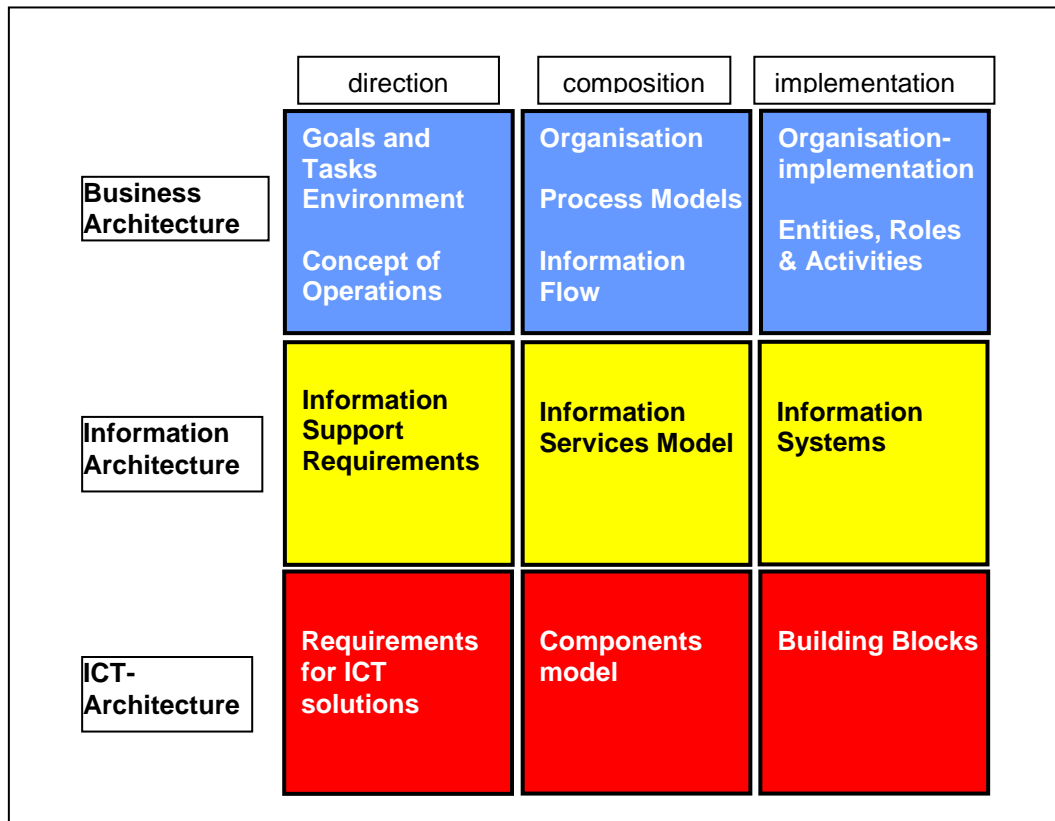 direction
composition
implementation
Business
Architecture
Goals and
Tasks
Environment
Concept of
Operations
Organisation
Process Models
Information
Flow
Organisation-
implementation
Entities, Roles
& Activities
Information
Architecture
Information
Support
Requirements
Information
Services Model
Information
Systems
ICT-
Architecture
Requirements
for ICT
solutions
Components
model
Building Blocks